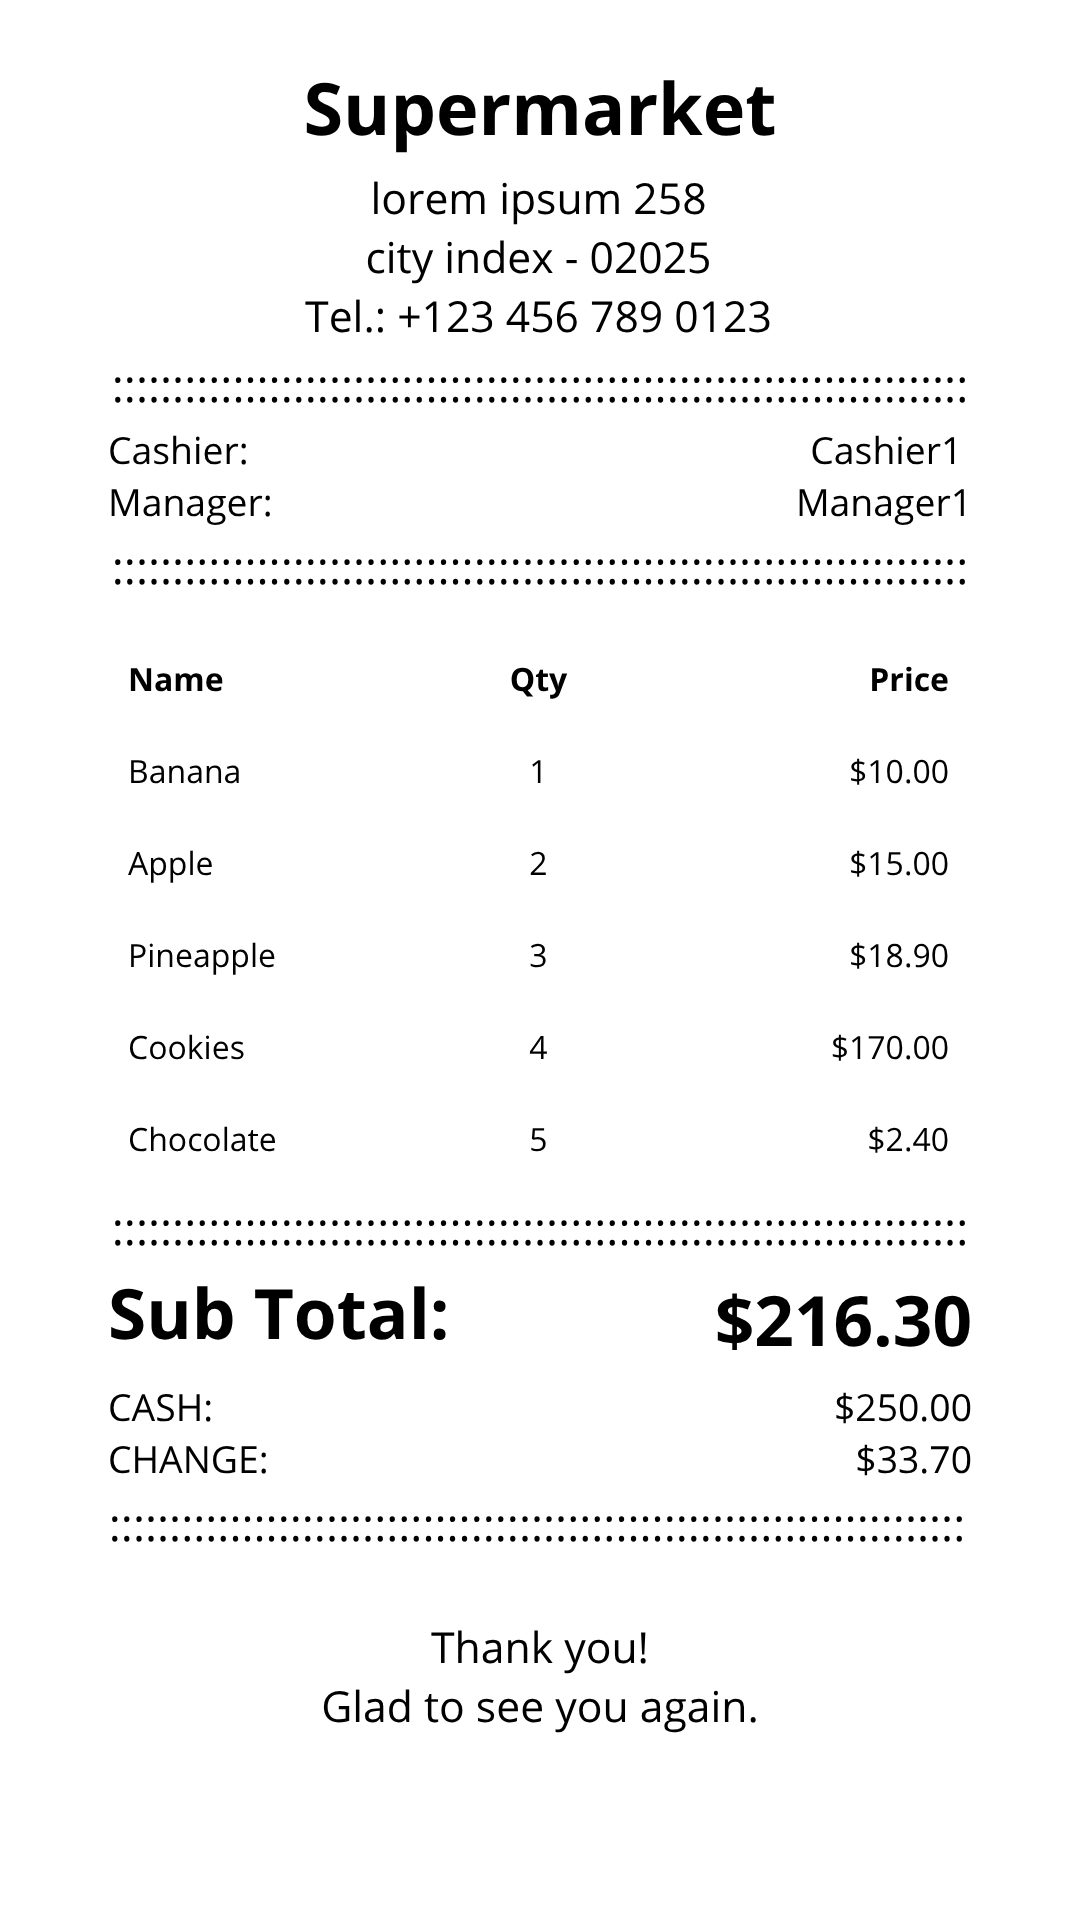 Supermarket
lorem ipsum 258
city index - 02025
Tel.: +123 456 789 0123
Cashier: Cashier1
Manager: Manager1
Name Qty Price
Banana 1 $10.00
Apple 2 $15.00
Pineapple 3 $18.90
Cookies 4 $170.00
Chocolate 5 $2.40
Sub Total: $216.30
CASH: $250.00
CHANGE: $33.70
Thank you!
Glad to see you again.